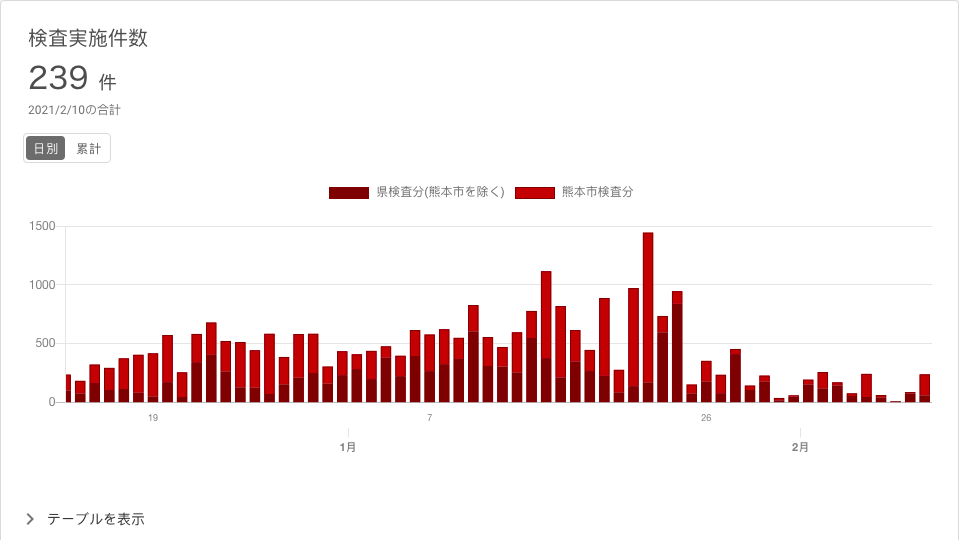 検査実施件数
239 件
2021/2/10の合計
日別 累計
県検査分(熊本市を除く) 熊本市検査分
1500
1000
500
0
19 7 26
1月 2月
テーブルを表示